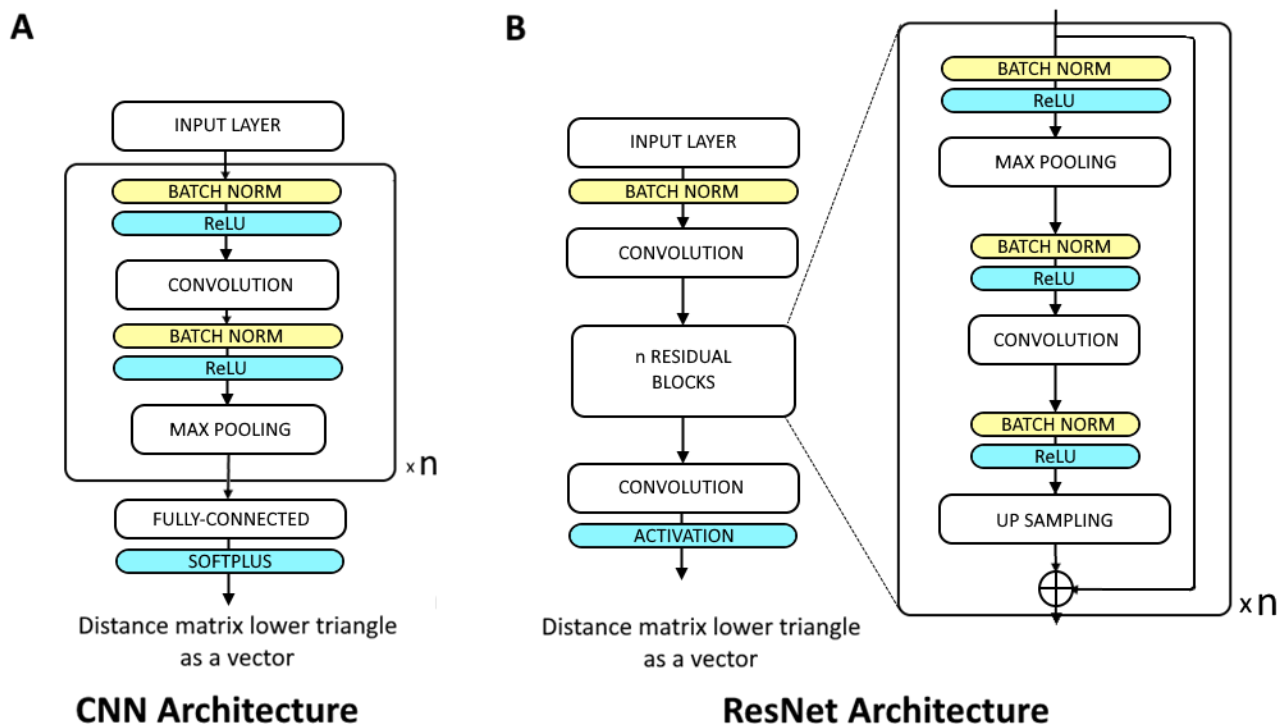 A
INPUT LAYER
BATCH NORM
ReLU
CONVOLUTION
BATCH NORM
ReLU
MAX POOLING
x n
FULLY-CONNECTED
SOFTPLUS
Distance matrix lower triangle
as a vector
CNN Architecture
B
INPUT LAYER
BATCH NORM
CONVOLUTION
n RESIDUAL
BLOCKS
CONVOLUTION
ACTIVATION
Distance matrix lower triangle
as a vector
BATCH NORM
ReLU
MAX POOLING
BATCH NORM
ReLU
CONVOLUTION
BATCH NORM
ReLU
UP SAMPLING
x n
ResNet Architecture